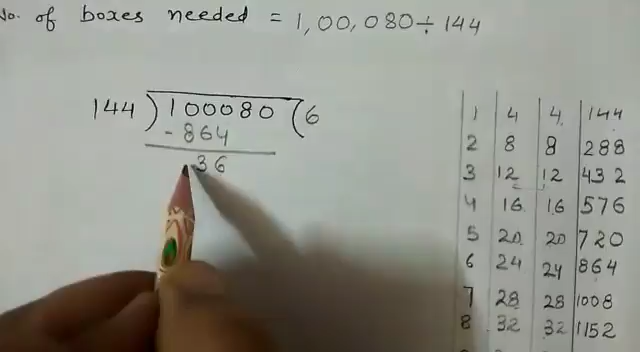 No. of boxes needed = 1,00,080 ÷ 144
144 ) 100080 ( 6
- 864
36
1 4 4 144
2 8 8 288
3 12 12 432
4 16 16 576
5 20 20 720
6 24 24 864
7 28 28 1008
8 32 32 1152